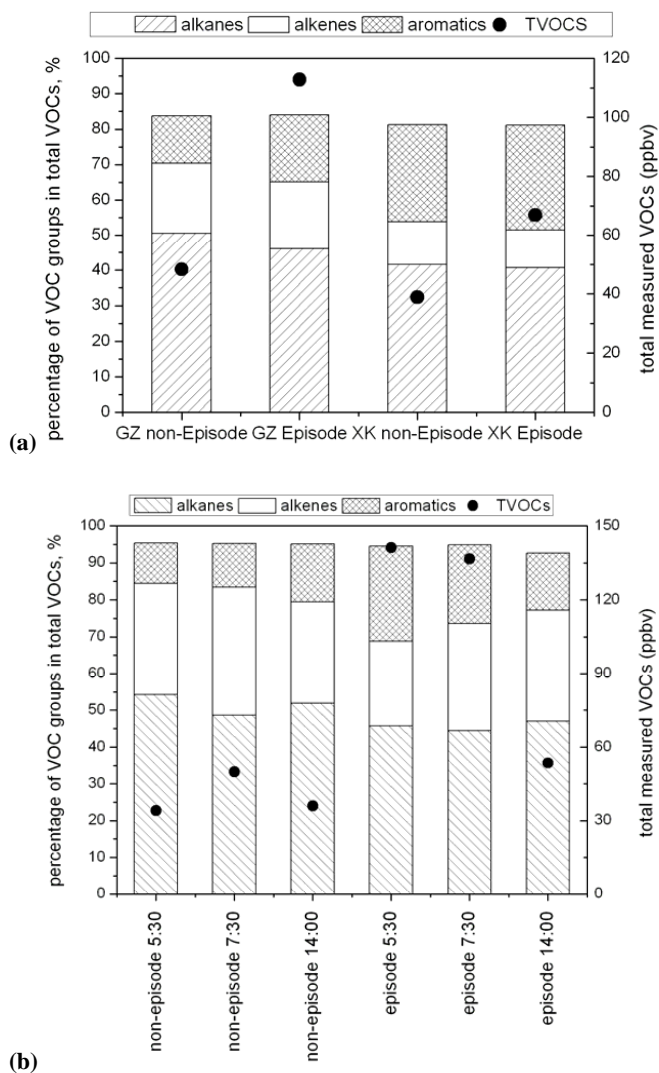 alkanes alkenes aromatics TVOCS
percentage of VOC groups in total VOCs, %
100
90
80
70
60
50
40
30
20
10
0
120
100
80
60
40
20
0
total measured VOCs (ppbv)
GZ non-Episode GZ Episode XK non-Episode XK Episode
(a)
alkanes alkenes aromatics TVOCs
percentage of VOC groups in total VOCs, %
100
90
80
70
60
50
40
30
20
10
0
150
120
90
60
30
0
total measured VOCs (ppbv)
non-episode 5:30
non-episode 7:30
non-episode 14:00
episode 5:30
episode 7:30
episode 14:00
(b)